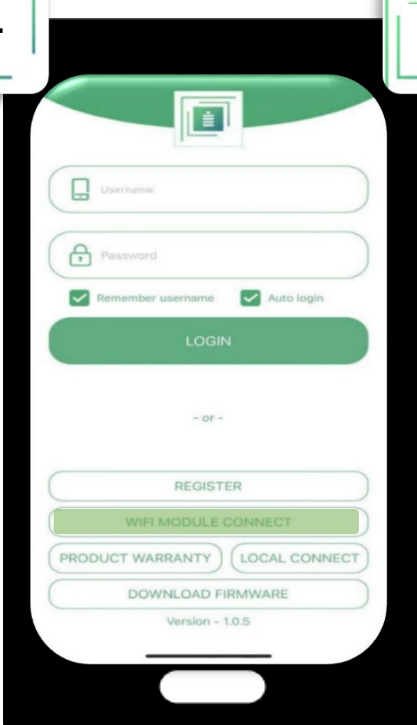 Username
Password
Remember username Auto login
LOGIN
- or -
REGISTER
WIFI MODULE CONNECT
PRODUCT WARRANTY LOCAL CONNECT
DOWNLOAD FIRMWARE
Version - 1.0.5